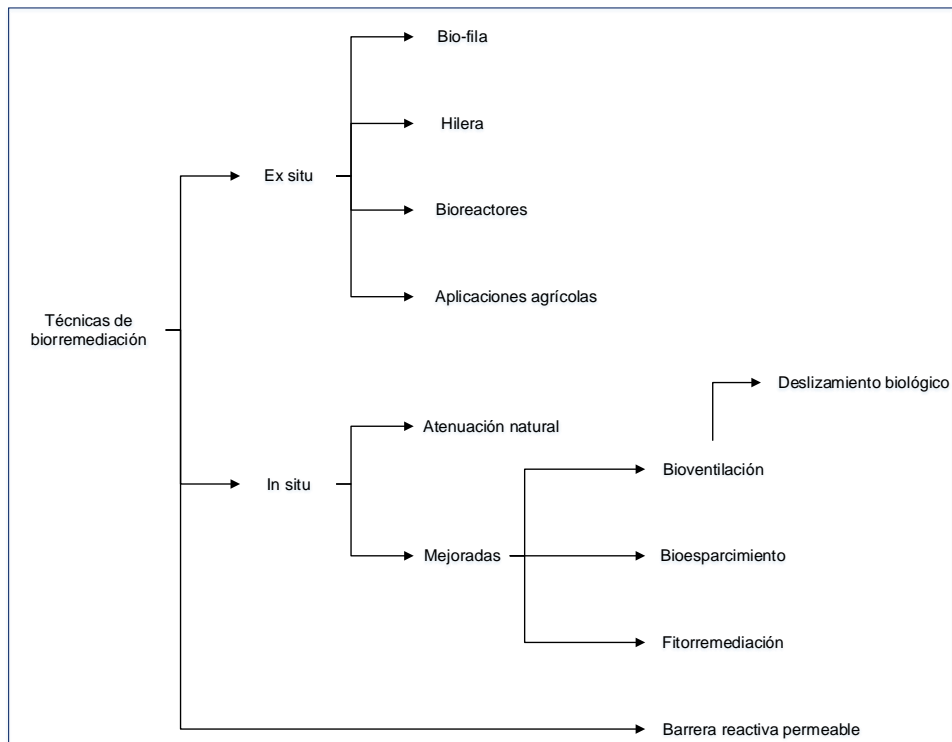 Bio-fila
Hilera
Ex situ
Bioreactores
Aplicaciones agrícolas
Técnicas de
biorremediación
Deslizamiento biológico
Atenuación natural
Bioventilación
In situ
Mejoradas
Bioesparcimiento
Fitorremediación
Barrera reactiva permeable